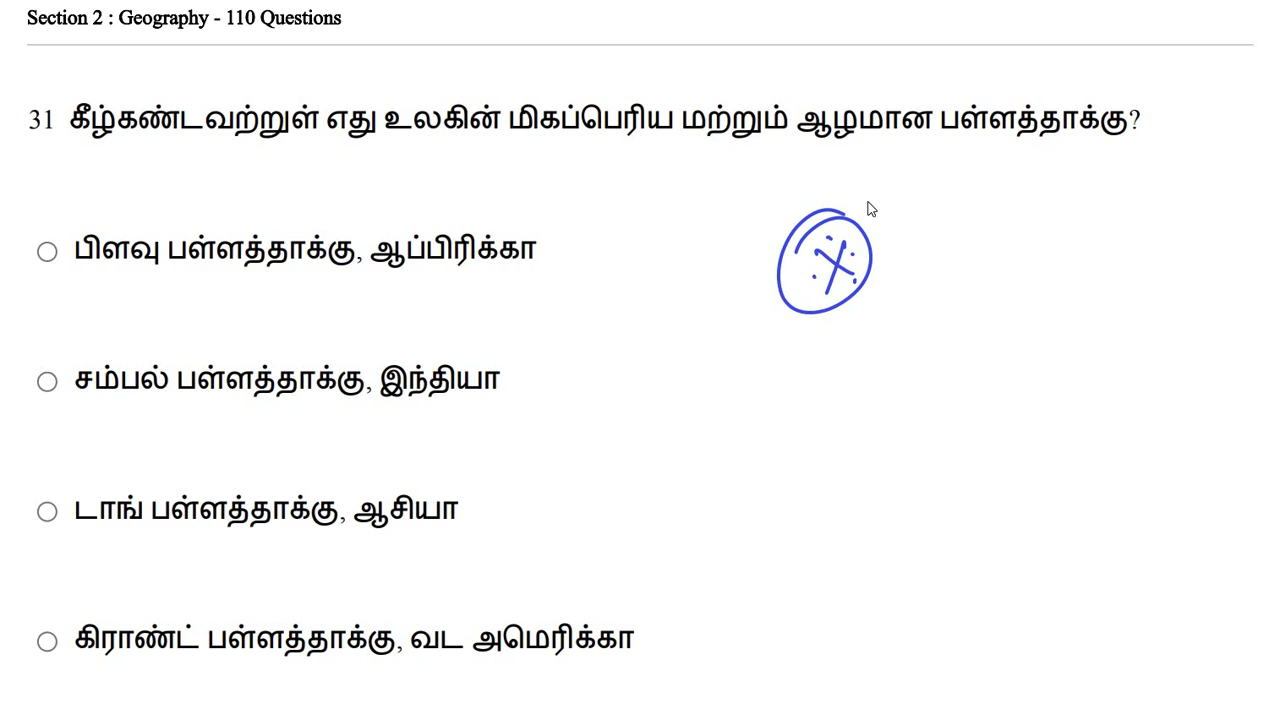 Section 2 : Geography - 110 Questions
31 கீழ்கண்டவற்றுள் எது உலகின் மிகப்பெரிய மற்றும் ஆழமான பள்ளத்தாக்கு?
பிளவு பள்ளத்தாக்கு, ஆப்பிரிக்கா
சம்பல் பள்ளத்தாக்கு, இந்தியா
டாங் பள்ளத்தாக்கு, ஆசியா
கிராண்ட் பள்ளத்தாக்கு, வட அமெரிக்கா